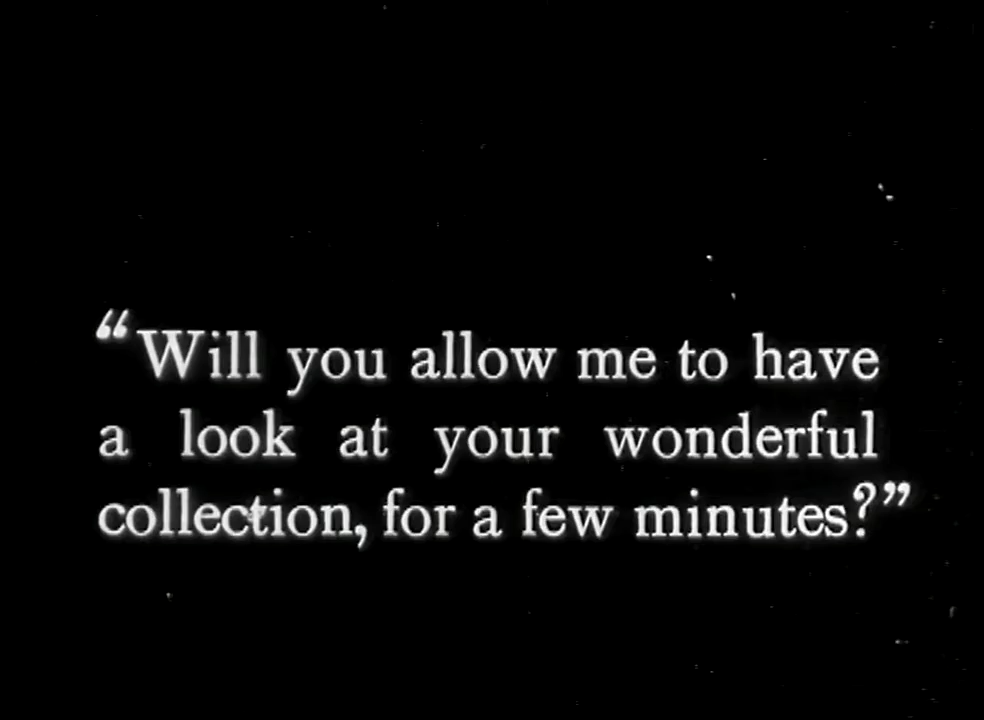 “Will you allow me to have
a look at your wonderful
collection, for a few minutes?”